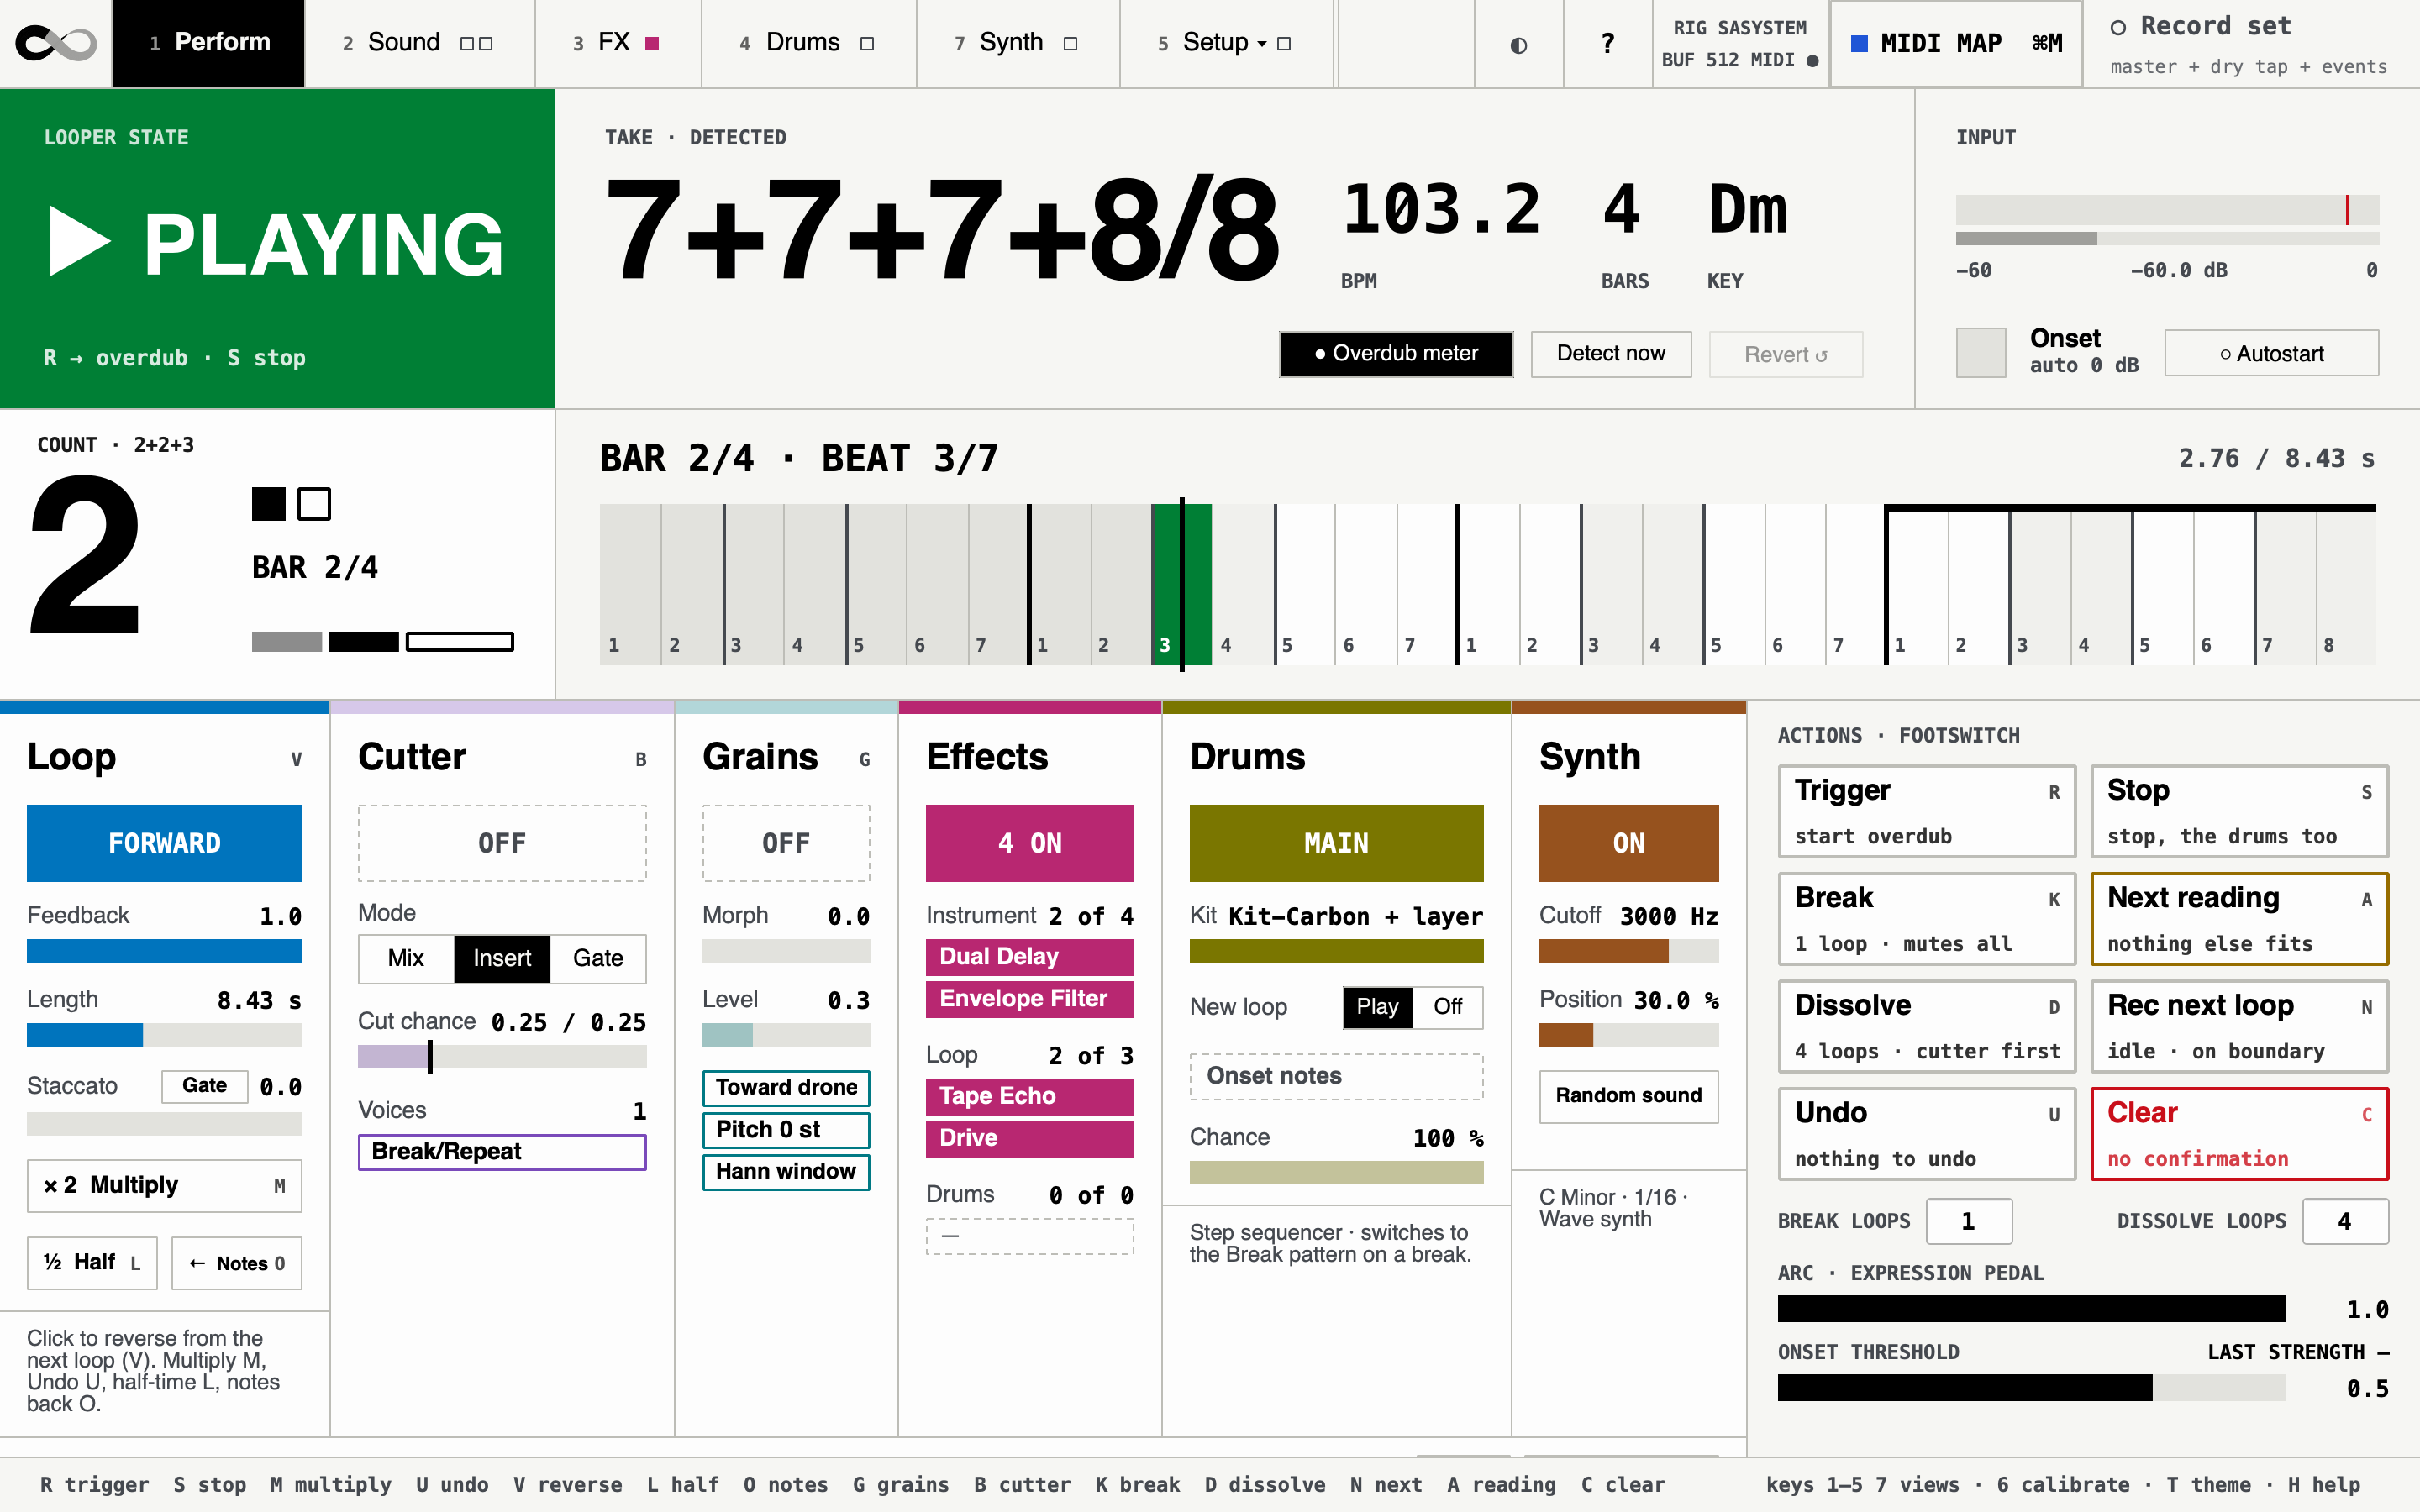 1 Perform
2 Sound
3 FX
4 Drums
7 Synth
5 Setup
?
RIG SASYSTEM
BUF 512 MIDI ●
MIDI MAP ⌘M
○ Record set
master + dry tap + events
LOOPER STATE
PLAYING
R → overdub · S stop
TAKE · DETECTED
7+7+7+8/8
103.2
BPM
4
BARS
Dm
KEY
● Overdub meter
Detect now
Revert ↺
INPUT
−60
−60.0 dB
0
Onset
auto 0 dB
○ Autostart
COUNT · 2+2+3
2
BAR 2/4
BAR 2/4 · BEAT 3/7
2.76 / 8.43 s
1 2 3 4 5 6 7 1 2 3 4 5 6 7 1 2 3 4 5 6 7 1 2 3 4 5 6 7 8
Loop V
FORWARD
Feedback 1.0
Length 8.43 s
Staccato Gate 0.0
×2 Multiply M
½ Half L
← Notes O
Click to reverse from the
next loop (V). Multiply M,
Undo U, half-time L, notes
back O.
Cutter B
OFF
Mode
Mix Insert Gate
Cut chance 0.25 / 0.25
Voices 1
Break/Repeat
Grains G
OFF
Morph 0.0
Level 0.3
Toward drone
Pitch 0 st
Hann window
Effects
4 ON
Instrument 2 of 4
Dual Delay
Envelope Filter
Loop 2 of 3
Tape Echo
Drive
Drums 0 of 0
—
Drums
MAIN
Kit Kit−Carbon + layer
New loop Play Off
Onset notes
Chance 100 %
Step sequencer · switches to
the Break pattern on a break.
Synth
ON
Cutoff 3000 Hz
Position 30.0 %
Random sound
C Minor · 1/16 ·
Wave synth
ACTIONS · FOOTSWITCH
Trigger R
start overdub
Stop S
stop, the drums too
Break K
1 loop · mutes all
Next reading A
nothing else fits
Dissolve D
4 loops · cutter first
Rec next loop N
idle · on boundary
Undo U
nothing to undo
Clear C
no confirmation
BREAK LOOPS 1
DISSOLVE LOOPS 4
ARC · EXPRESSION PEDAL
1.0
ONSET THRESHOLD
LAST STRENGTH —
0.5
R trigger S stop M multiply U undo V reverse L half O notes G grains B cutter K break D dissolve N next A reading C clear
keys 1–5 7 views · 6 calibrate · T theme · H help